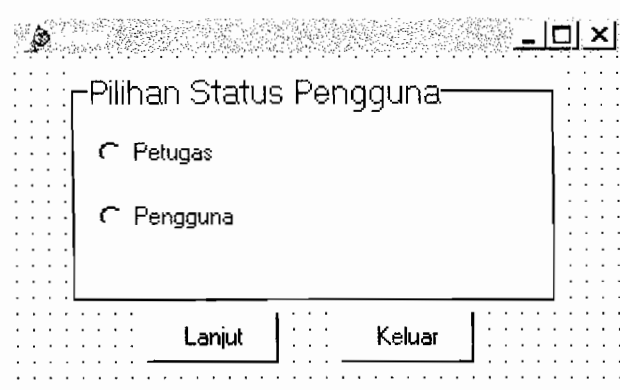 Pilihan Status Pengguna
Petugas
Pengguna
Lanjut Keluar